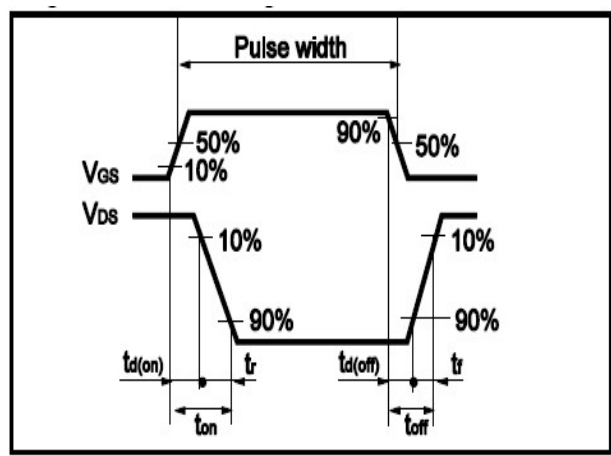 Pulse width
90%
50%
50%
10%
VGS
VDS
10%
10%
90%
90%
td(on)
tr
td(off)
tf
ton
toff